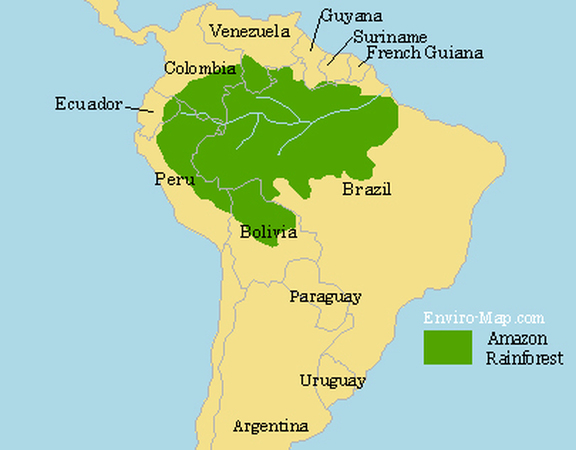 Guyana
Venezuela
Suriname
French Guiana
Colombia
Ecuador
Peru
Brazil
Bolivia
Paraguay
Enviro-Map.com
Amazon
Rainforest
Uruguay
Argentina